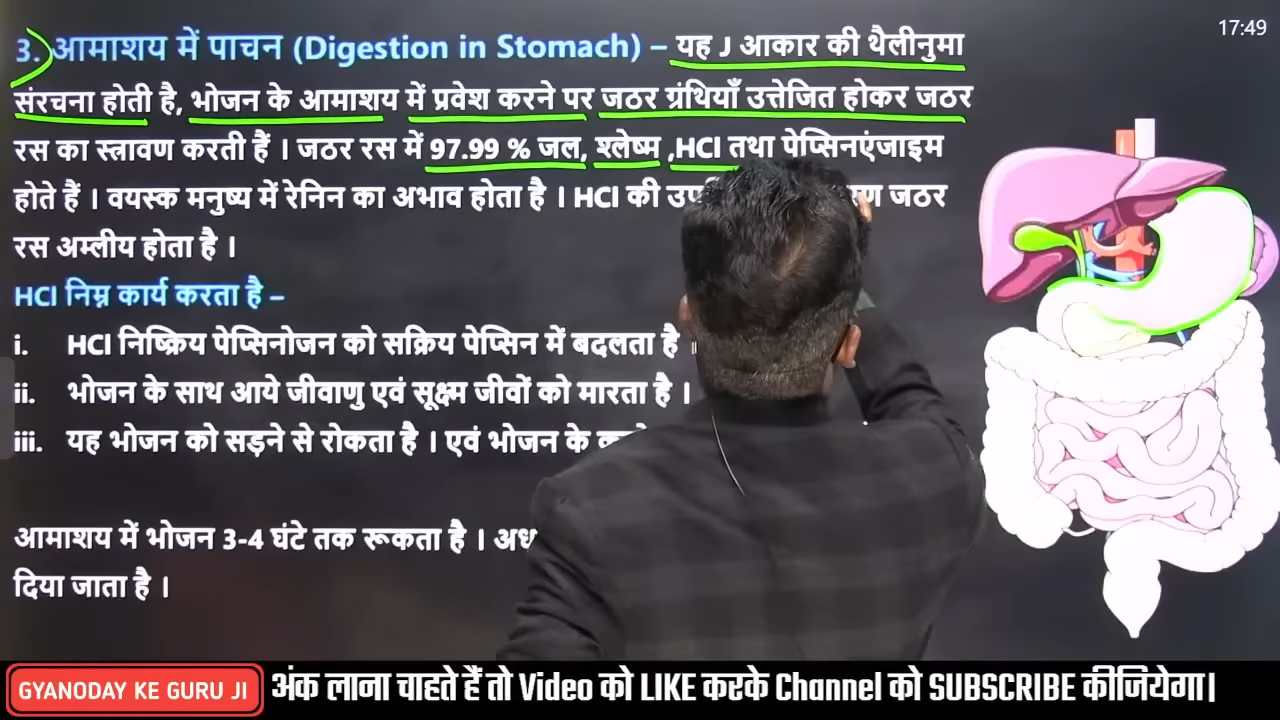 17:49
3. आमाशय में पाचन (Digestion in Stomach) – यह J आकार की थैलीनुमा
संरचना होती है, भोजन के आमाशय में प्रवेश करने पर जठर ग्रंथियाँ उत्तेजित होकर जठर
रस का स्त्रावण करती हैं । जठर रस में 97.99 % जल, श्लेष्म ,HCl तथा पेप्सिनएंजाइम
होते हैं । वयस्क मनुष्य में रेनिन का अभाव होता है । HCl की जठर
रस अम्लीय होता है ।
HCl निम्न कार्य करता है –
i. HCl निष्क्रिय पेप्सिनोजन को सक्रिय पेप्सिन में बदलता है ।
ii. भोजन के साथ आये जीवाणु एवं सूक्ष्म जीवों को मारता है ।
iii. यह भोजन को सड़ने से रोकता है । एवं भोजन के
आमाशय में भोजन 3-4 घंटे तक रूकता है ।
दिया जाता है ।
GYANODAY KE GURU JI अंक लाना चाहते हैं तो Video को LIKE करके Channel को SUBSCRIBE कीजियेगा|